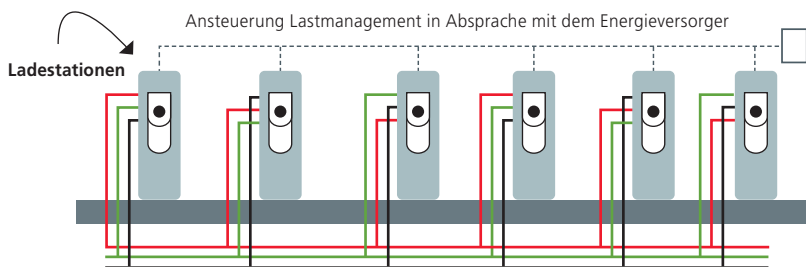 Ansteuerung Lastmanagement in Absprache mit dem Energieversorger
Ladestationen